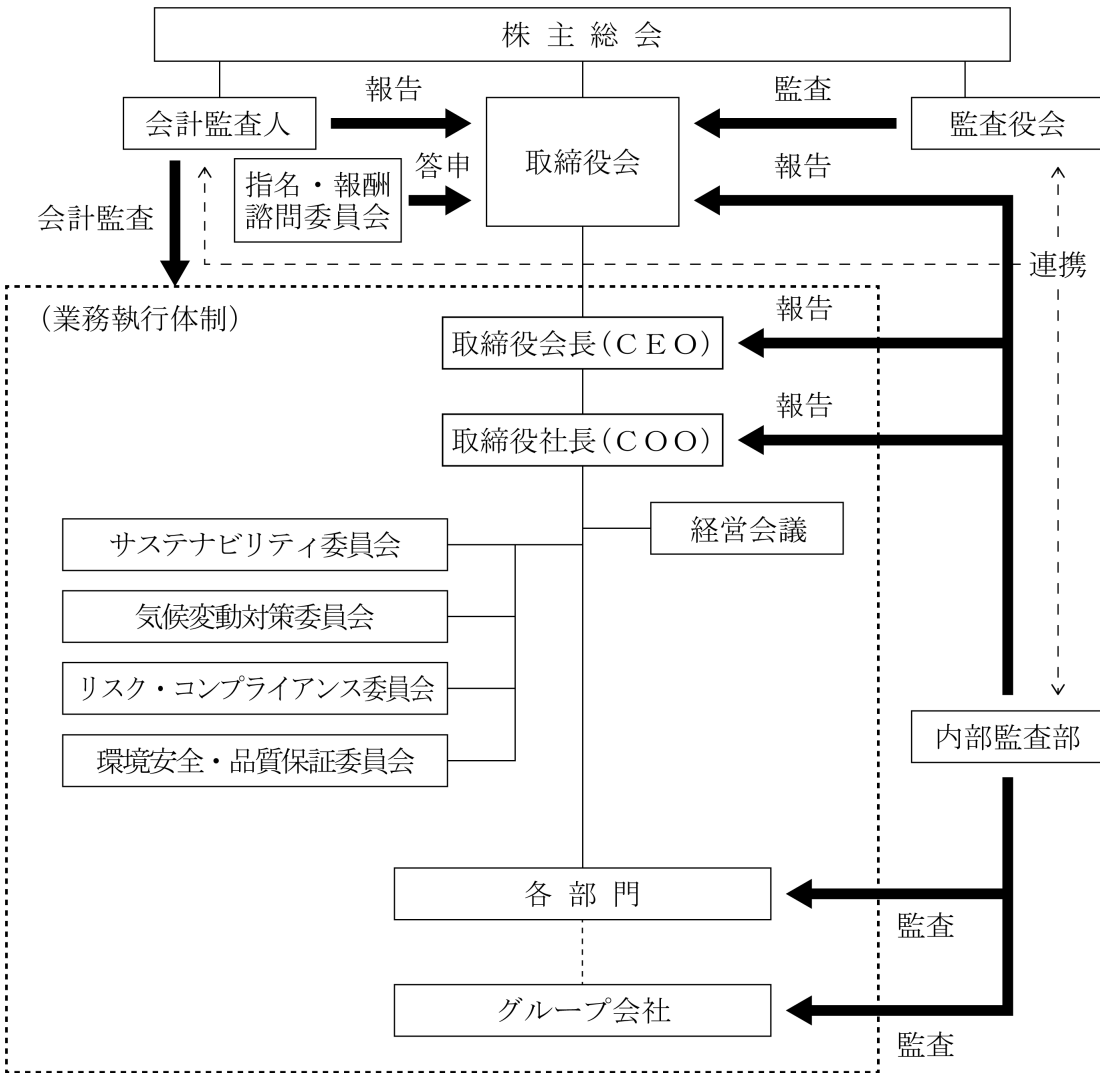 株主総会
報告
監査
会計監査人
取締役会
監査役会
答申
報告
指名・報酬
諮問委員会
会計監査
連携
(業務執行体制)
報告
取締役会長(CEO)
報告
取締役社長(COO)
経営会議
サステナビリティ委員会
気候変動対策委員会
リスク・コンプライアンス委員会
内部監査部
環境安全・品質保証委員会
各部門
監査
グループ会社
監査